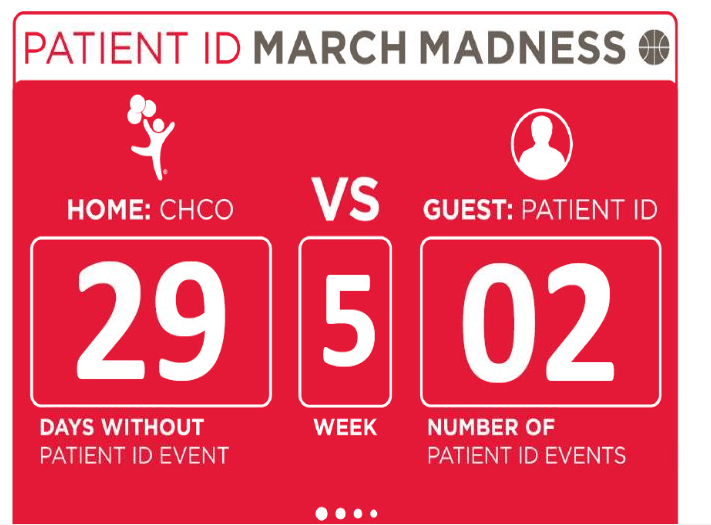 PATIENT ID MARCH MADNESS
VS
HOME: CHCO
GUEST: PATIENT ID
29
5
02
DAYS WITHOUT
PATIENT ID EVENT
WEEK
NUMBER OF
PATIENT ID EVENTS